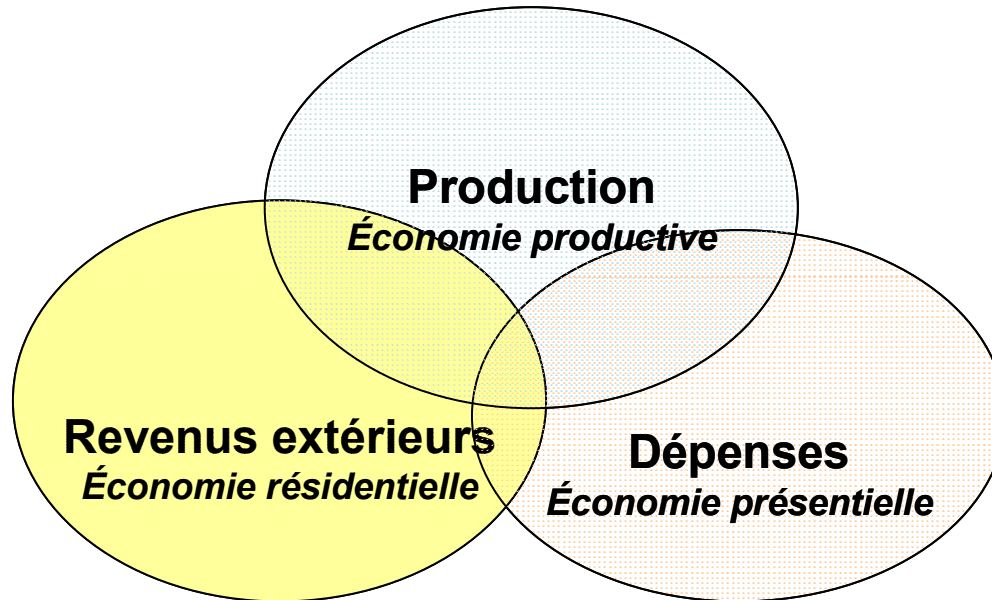 Production
Économie productive
Revenus extérieurs
Économie résidentielle
Dépenses
Économie présentielle